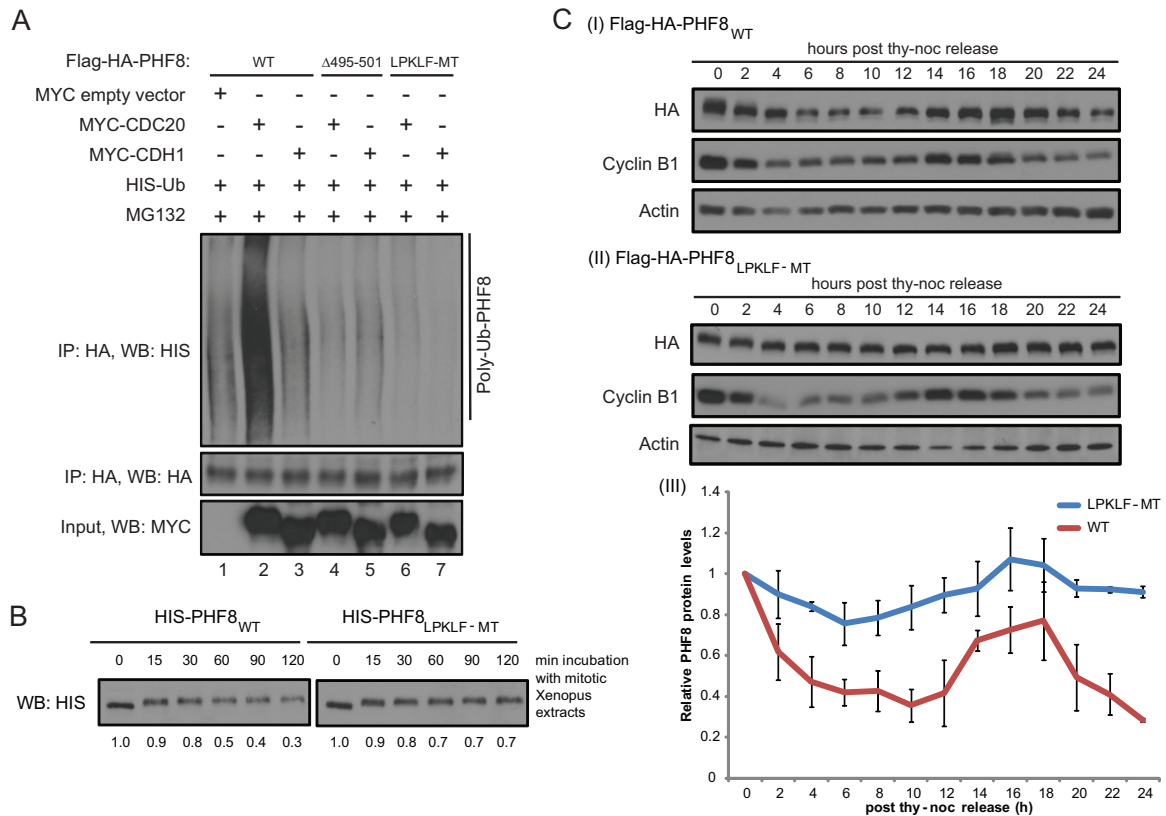 A
Flag-HA-PHF8: WT Δ495-501 LPKLF-MT
MYC empty vector + - - - - - -
MYC-CDC20 - + - + - + -
MYC-CDH1 - - + - + - +
HIS-Ub + + + + + + +
MG132 + + + + + + +
IP: HA, WB: HIS
Poly-Ub-PHF8
IP: HA, WB: HA
Input, WB: MYC
1 2 3 4 5 6 7
B
HIS-PHF8WT HIS-PHF8LPKLF-MT
0 15 30 60 90 120 0 15 30 60 90 120 min incubation
with mitotic
Xenopus
extracts
WB: HIS
1.0 0.9 0.8 0.5 0.4 0.3 1.0 0.9 0.8 0.7 0.7 0.7
C
(I) Flag-HA-PHF8WT
hours post thy-noc release
0 2 4 6 8 10 12 14 16 18 20 22 24
HA
Cyclin B1
Actin
(II) Flag-HA-PHF8LPKLF-MT
hours post thy-noc release
0 2 4 6 8 10 12 14 16 18 20 22 24
HA
Cyclin B1
Actin
(III)
Relative PHF8 protein levels
1.4
1.2
1
0.8
0.6
0.4
0.2
0
LPKLF-MT
WT
0 2 4 6 8 10 12 14 16 18 20 22 24
post thy-noc release (h)